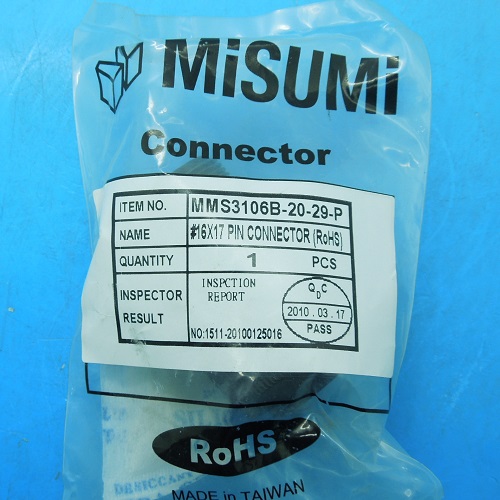 MiSUMi
Connector
ITEM NO. MMS3106B-20-29-P
NAME #16X17 PIN CONNECTOR (RoHS)
QUANTITY 1 PCS
INSPECTOR RESULT
INSPCTION REPORT
NO:1511-20100125016
QDC
2010.03.17
PASS
RoHS
MADE in TAIWAN